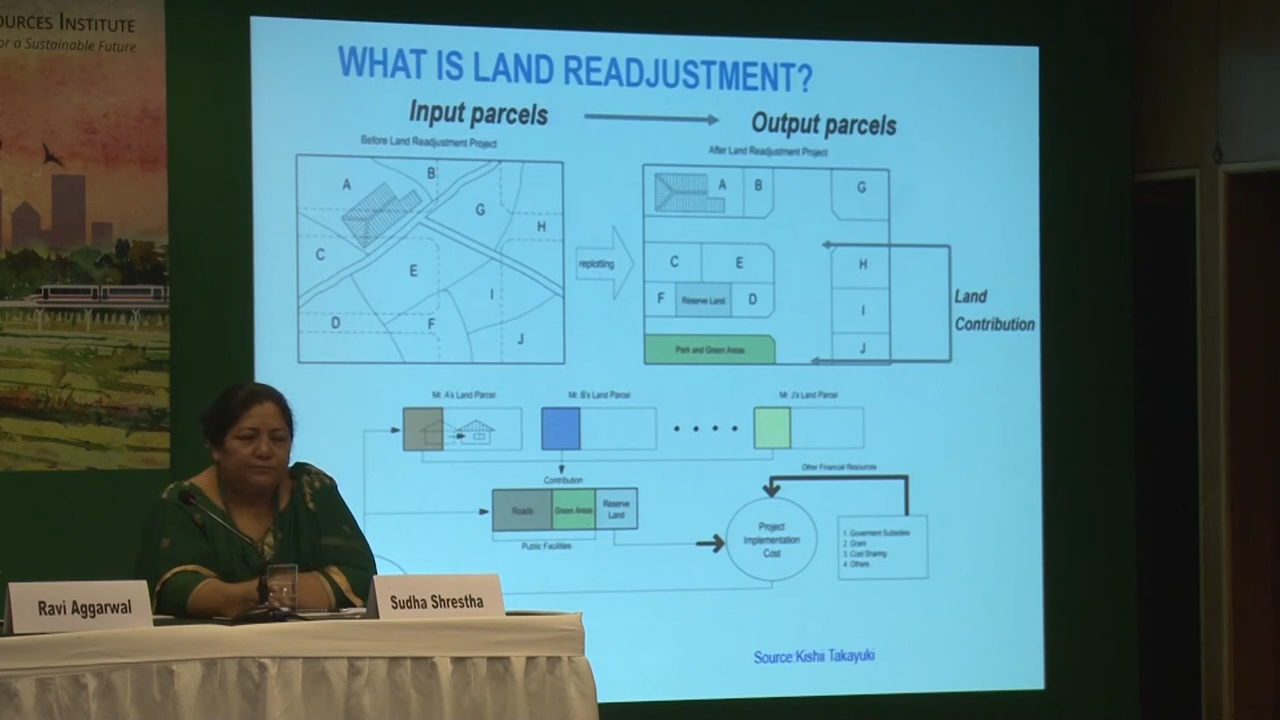 OURCES INSTITUTE
or a Sustainable Future
WHAT IS LAND READJUSTMENT?
Input parcels
Output parcels
Before Land Readjustment Project
After Land Readjustment Project
A
B
G
H
C
E
I
D
F
J
replotting
A
B
G
C
E
H
F
Reserve Land
D
I
Park and Green Areas
J
Land
Contribution
Mr. A's Land Parcel
Mr. B's Land Parcel
Mr. J's Land Parcel
Contribution
Other Financial Resources
Roads
Green Areas
Reserve
Land
Public Facilities
Project
Implementation
Cost
1. Goverment Subsidies
2. Grant
3. Cost Sharing
4. Others
Source:Kishii Takayuki
Ravi Aggarwal
Sudha Shrestha